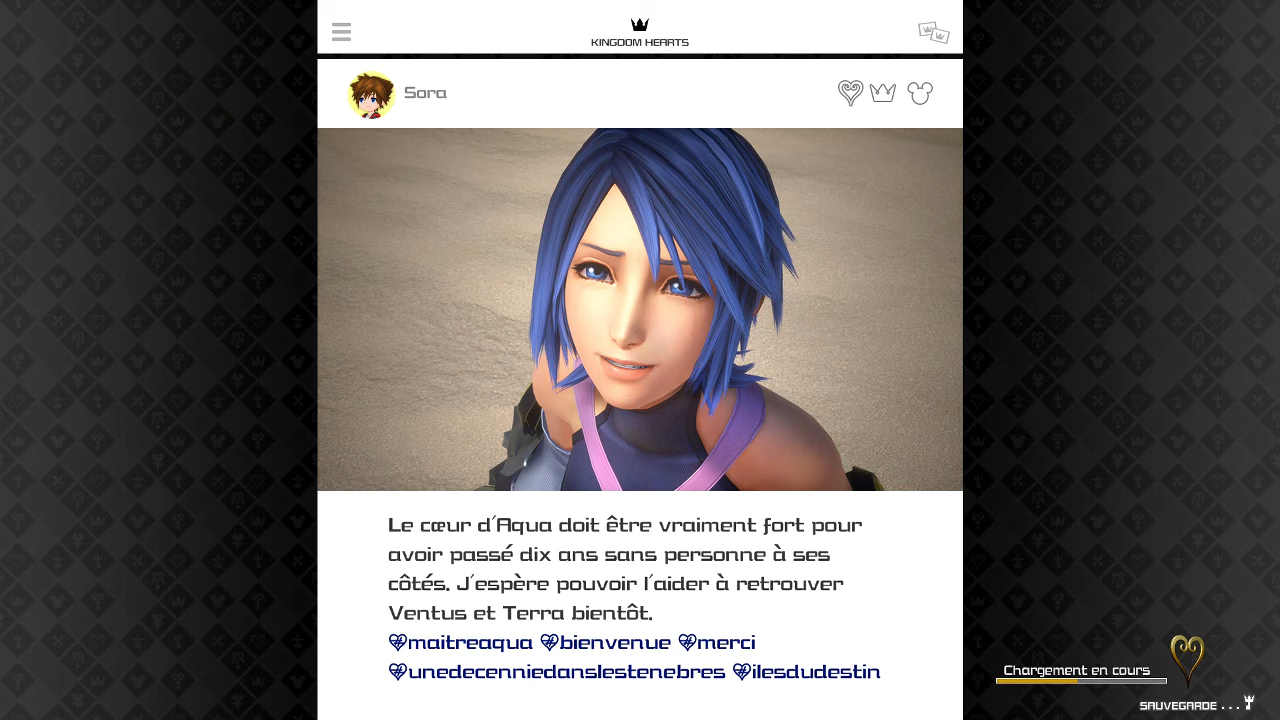 KINGDOM HEARTS
Sora
Le cœur d'Aqua doit être vraiment fort pour
avoir passé dix ans sans personne à ses
côtés. J'espère pouvoir l'aider à retrouver
Ventus et Terra bientôt.
#maitreaqua #bienvenue #merci
#unedecenniedanslestenebres #ilesdudestin
Chargement en cours
SAUVEGARDE . . .